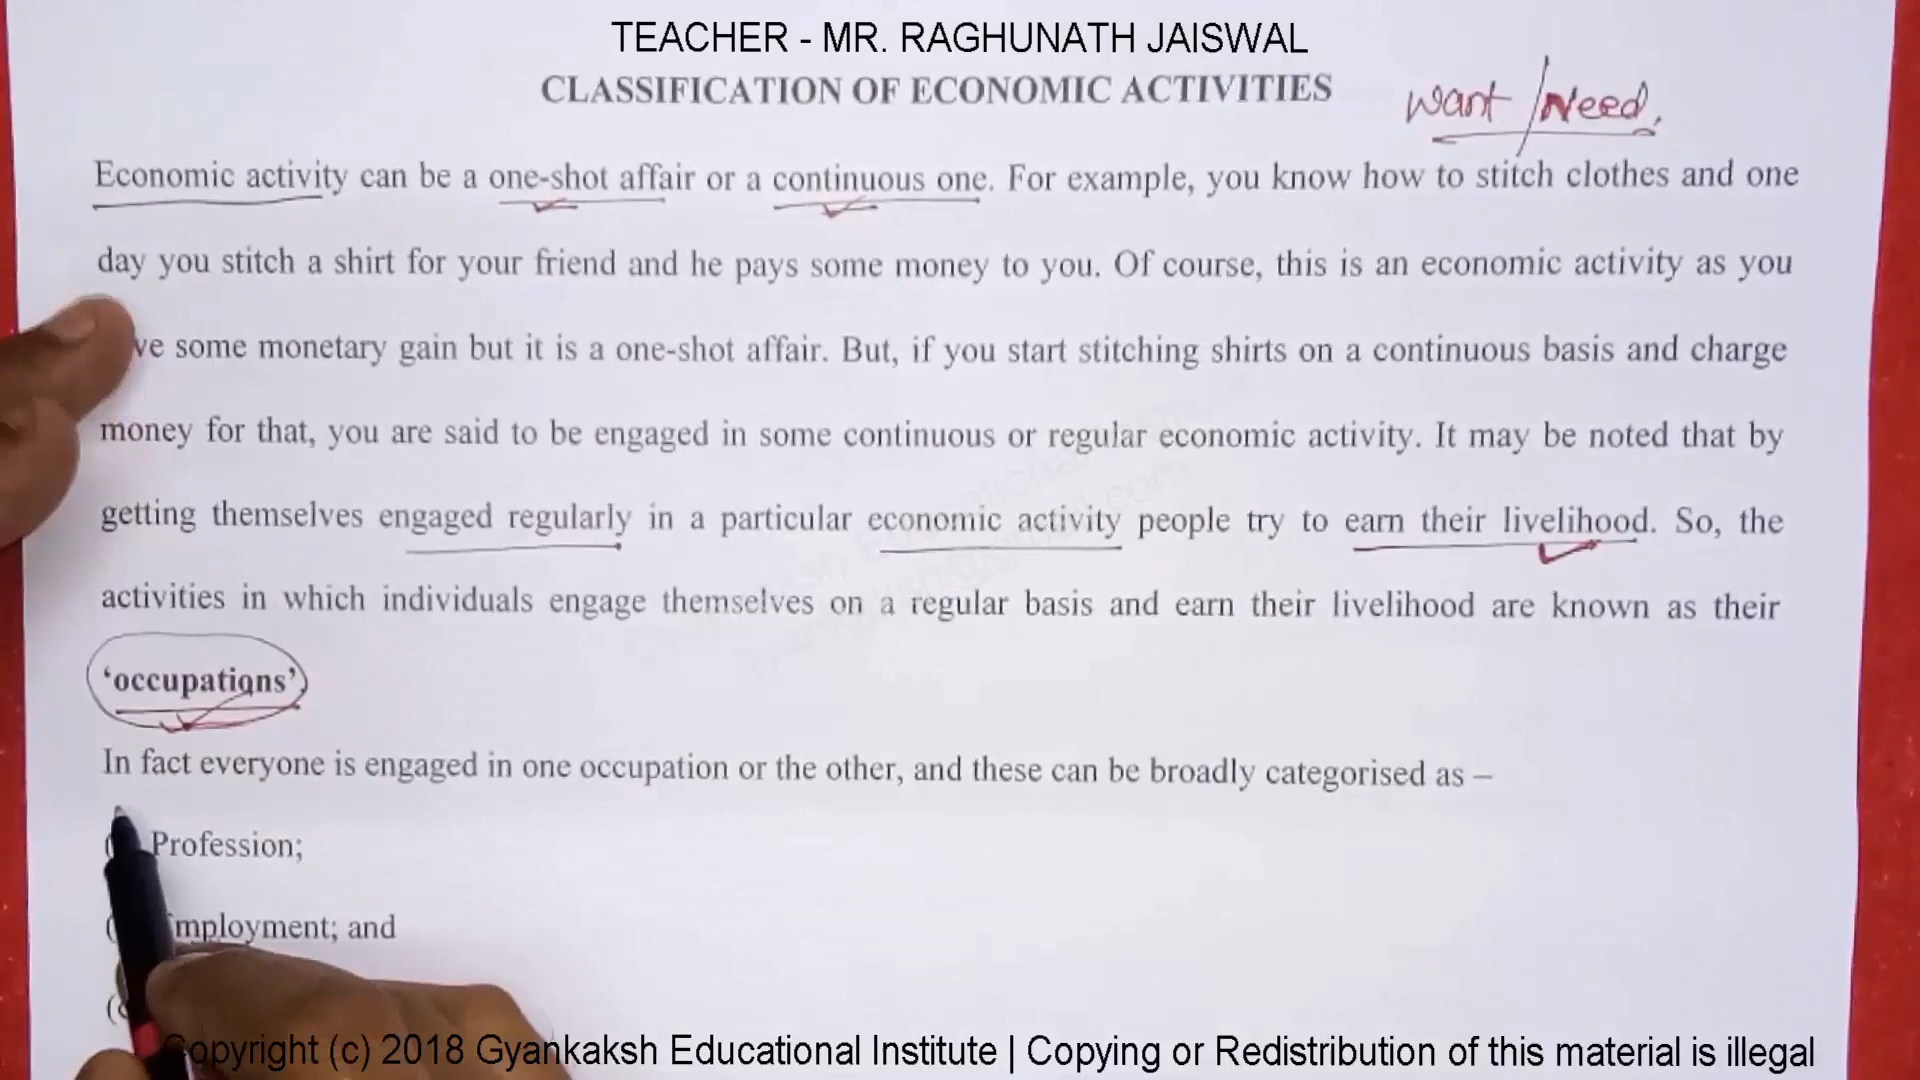 TEACHER - MR. RAGHUNATH JAISWAL
CLASSIFICATION OF ECONOMIC ACTIVITIES
Want / Need.
Economic activity can be a one-shot affair or a continuous one. For example, you know how to stitch clothes and one
day you stitch a shirt for your friend and he pays some money to you. Of course, this is an economic activity as you
ve some monetary gain but it is a one-shot affair. But, if you start stitching shirts on a continuous basis and charge
money for that, you are said to be engaged in some continuous or regular economic activity. It may be noted that by
getting themselves engaged regularly in a particular economic activity people try to earn their livelihood. So, the
activities in which individuals engage themselves on a regular basis and earn their livelihood are known as their
‘occupations’.
In fact everyone is engaged in one occupation or the other, and these can be broadly categorised as –
Profession;
mployment; and
Copyright (c) 2018 Gyankaksh Educational Institute | Copying or Redistribution of this material is illegal